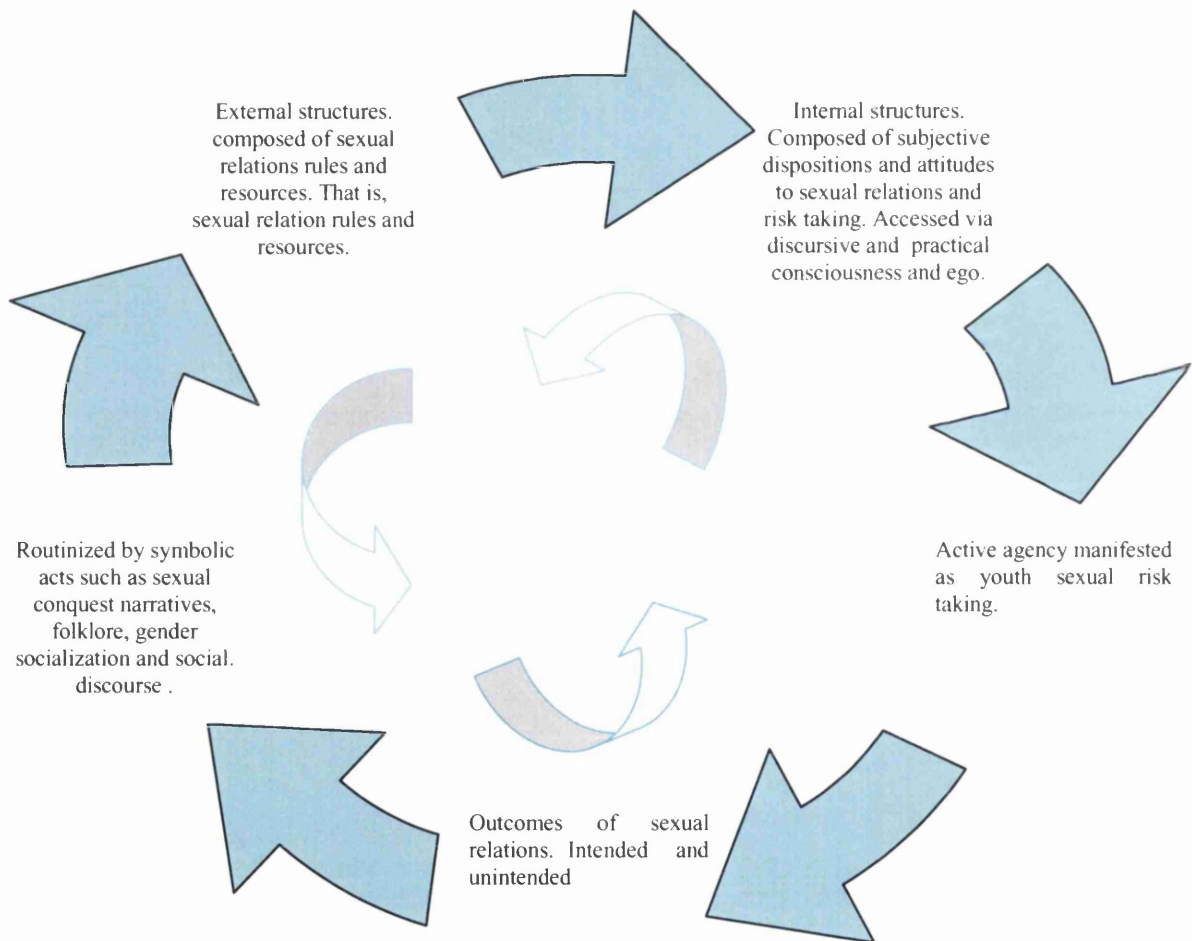 External structures.
composed of sexual
relations rules and
resources. That is,
sexual relation rules and
resources.
Internal structures.
Composed of subjective
dispositions and attitudes
to sexual relations and
risk taking. Accessed via
discursive and practical
consciousness and ego.
Active agency manifested
as youth sexual risk
taking.
Outcomes of sexual
relations. Intended and
unintended
Routinized by symbolic
acts such as sexual
conquest narratives,
folklore, gender
socialization and social.
discourse .